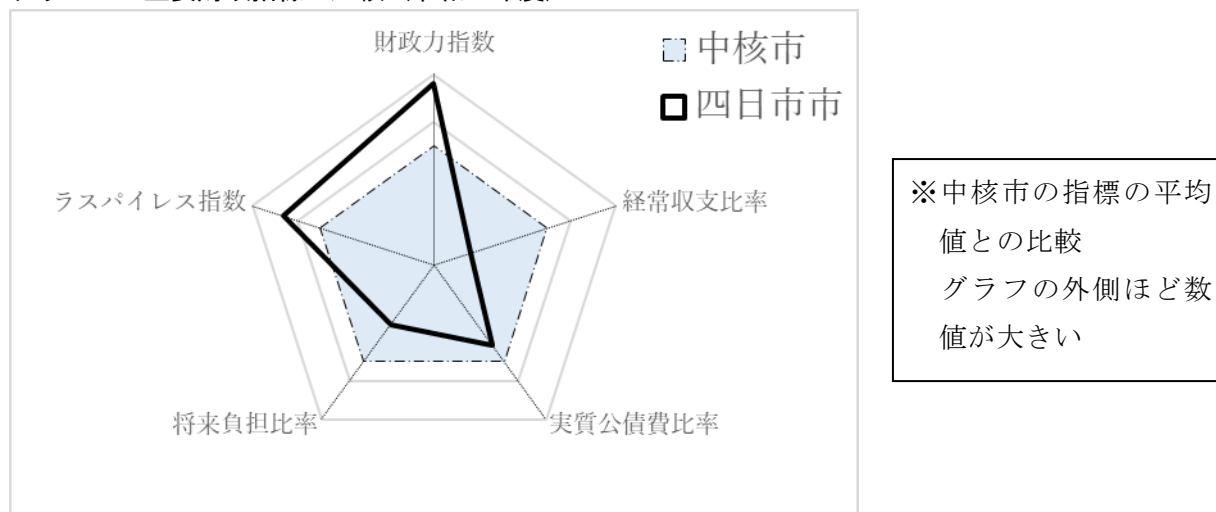 財政力指数
中核市
四日市市
ラスパイレス指数
経常収支比率
将来負担比率
実質公債費比率
※中核市の指標の平均
値との比較
グラフの外側ほど数
値が大きい